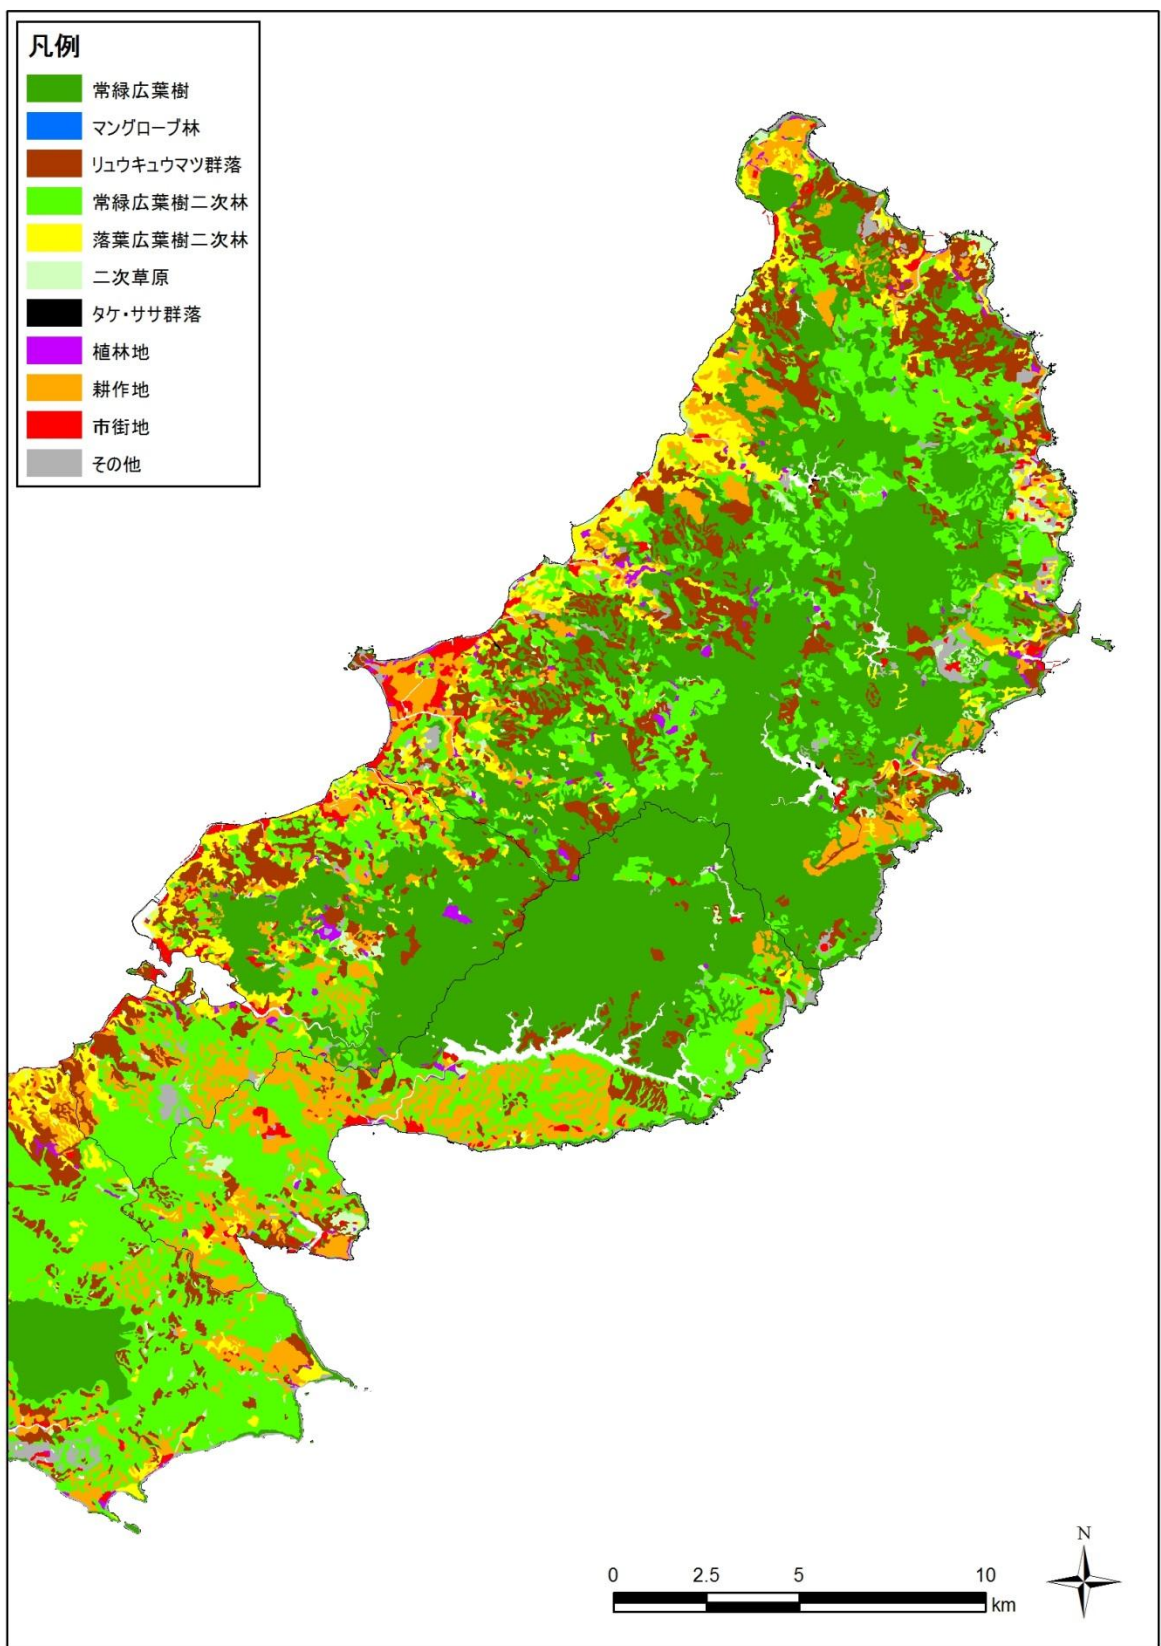 凡例
常緑広葉樹
マングローブ林
リュウキュウマツ群落
常緑広葉樹二次林
落葉広葉樹二次林
二次草原
タケ・ササ群落
植林地
耕作地
市街地
その他
N
0 2.5 5 10
km